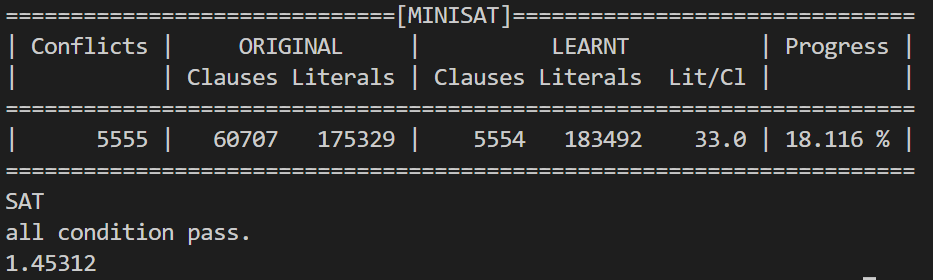 ==============================[MINISAT]===============================
| Conflicts |     ORIGINAL     |          LEARNT          | Progress |
|           | Clauses Literals | Clauses Literals  Lit/Cl |          |
======================================================================
|      5555 |   60707   175329 |    5554   183492    33.0 | 18.116 % |
======================================================================
SAT
all condition pass.
1.45312